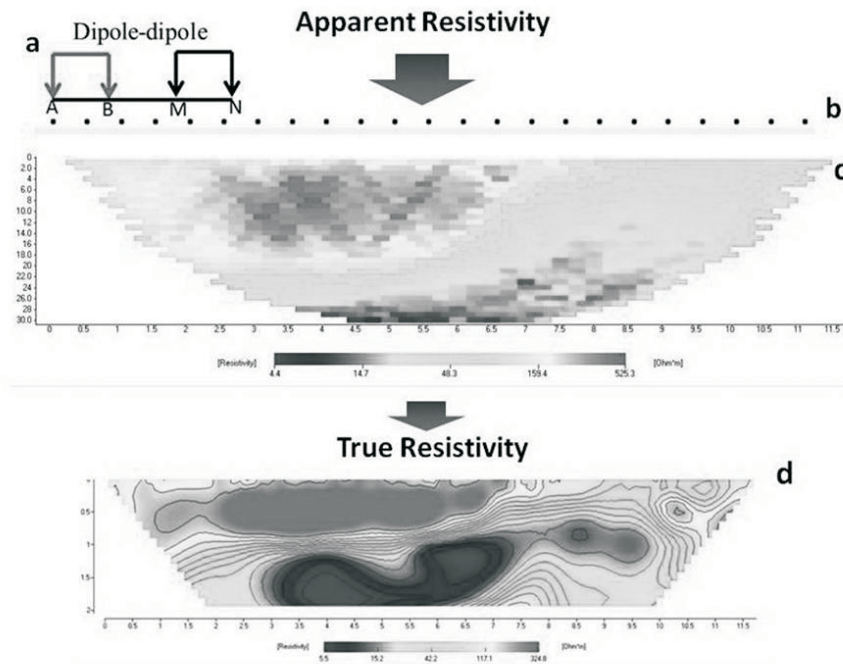 Apparent Resistivity
Dipole-dipole
a
A B M N
b
c
0
2
4
6
8.0
10.0
12.0
14.0
16
18.0
20.0
22.0
24.0
26.0
28
30.0
0 0.5 1 1.5 2 2.5 3 3.5 4 4.5 5 5.5 6 6.5 7 7.5 8 8.5 9 9.5 10 10.5 11 11.5
[Resistivity] [Ohm*m]
4.4 14.7 48.3 159.4 525.3
True Resistivity
d
0.5
1
1.5
2
0 0.5 1 1.5 2 2.5 3 3.5 4 4.5 5 5.5 6 6.5 7 7.5 8 8.5 9 9.5 10 10.5 11 11.5
[Resistivity] [Ohm*m]
5.5 15.2 42.2 117.1 324.8